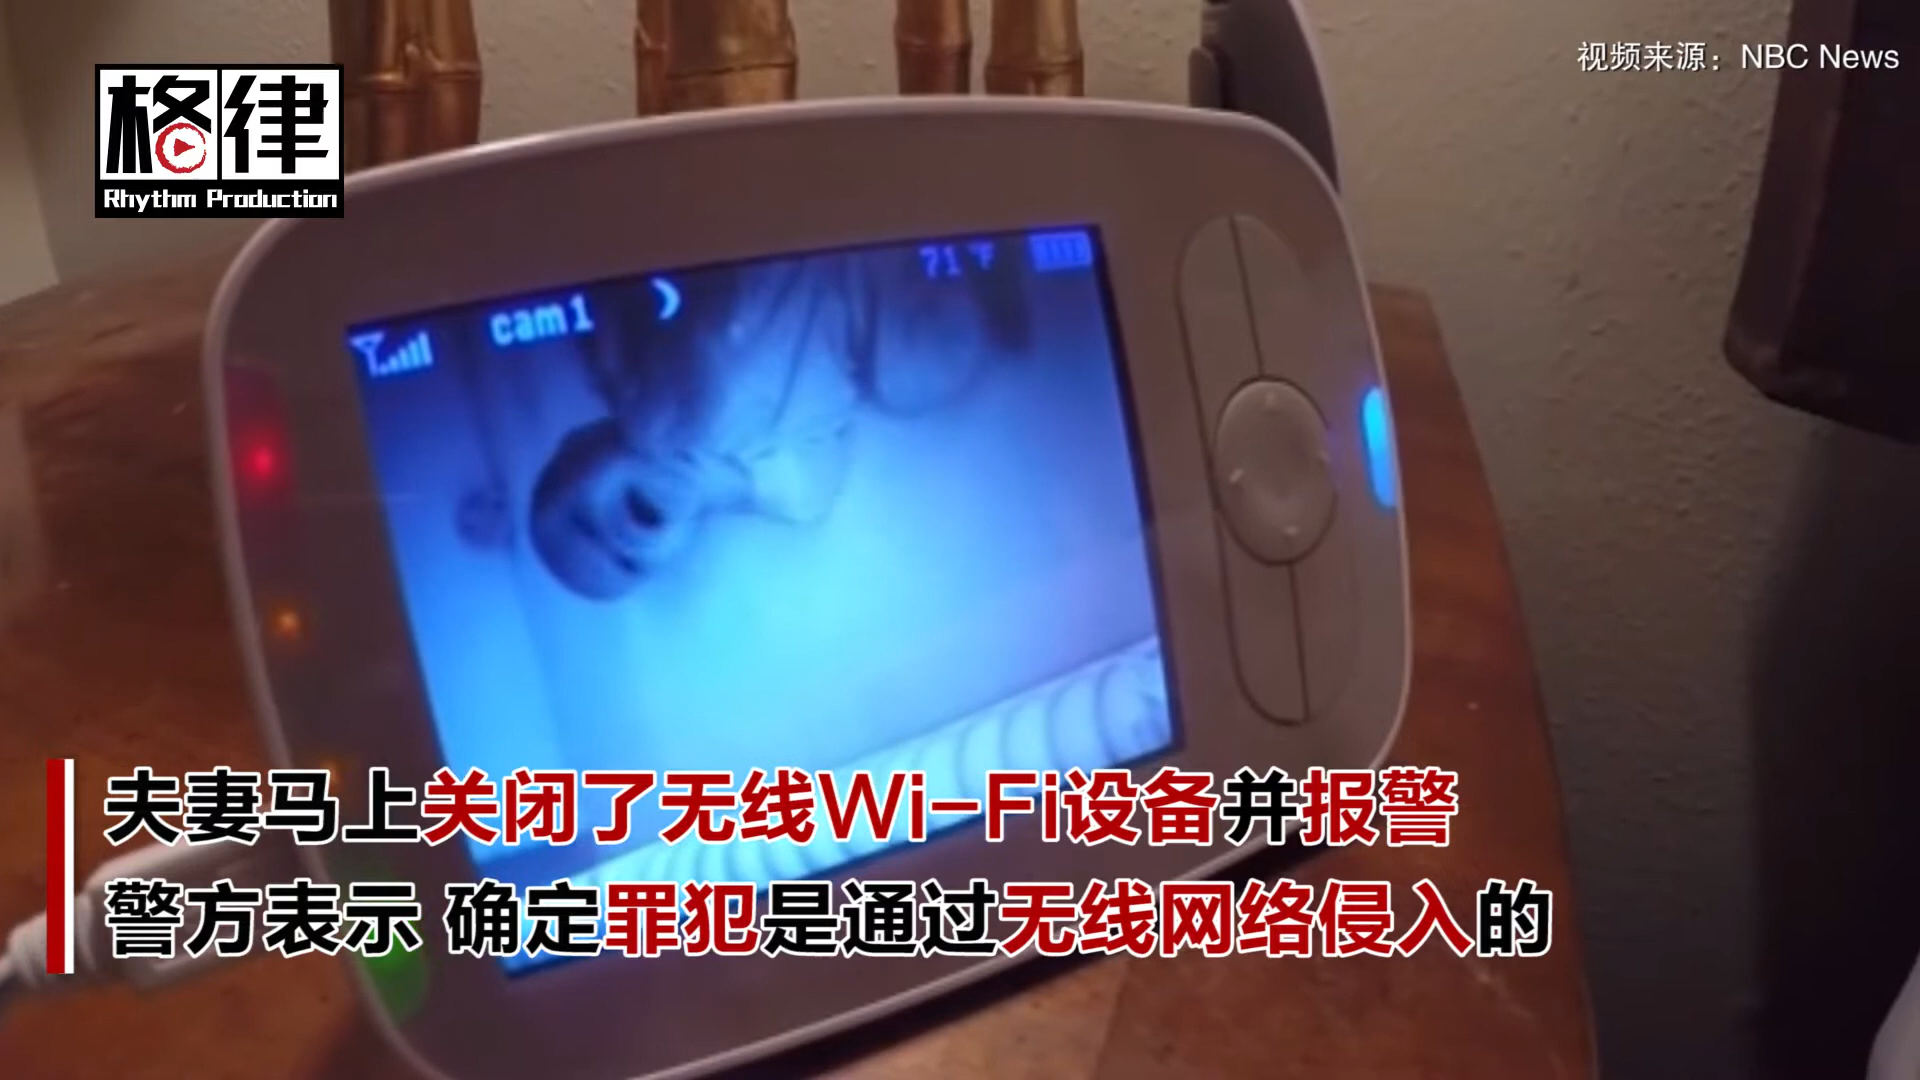 格律
Rhythm Production
视频来源：NBC News
cam1
71°F
夫妻马上关闭了无线Wi-Fi设备并报警
警方表示 确定罪犯是通过无线网络侵入的